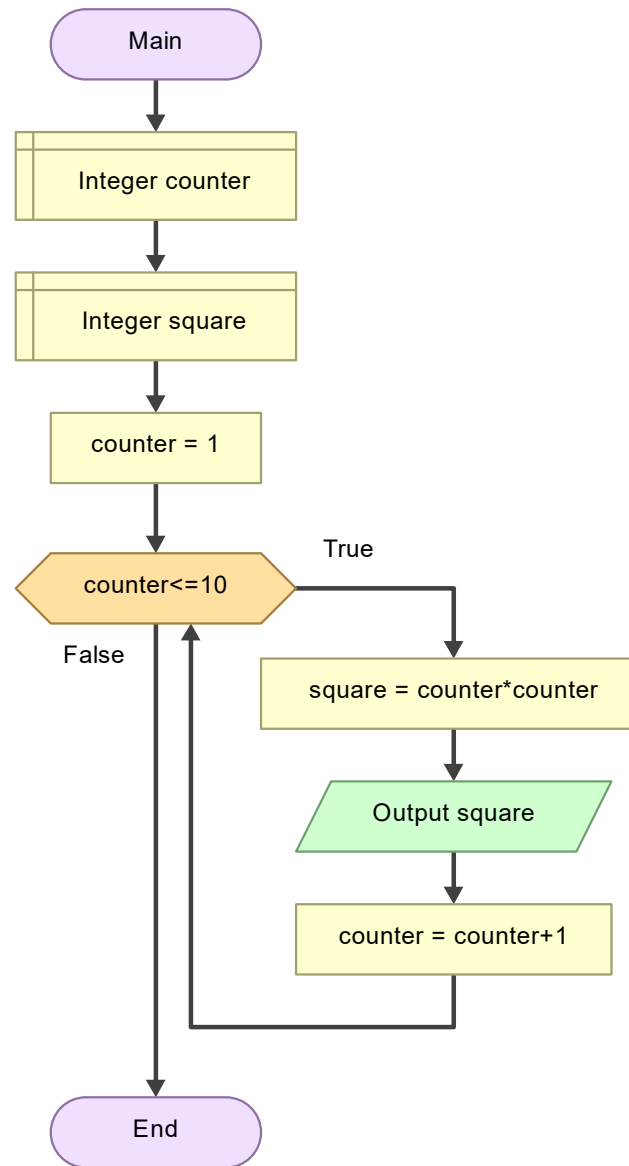 Main
Integer counter
Integer square
counter = 1
counter<=10
True
False
square = counter*counter
Output square
counter = counter+1
End